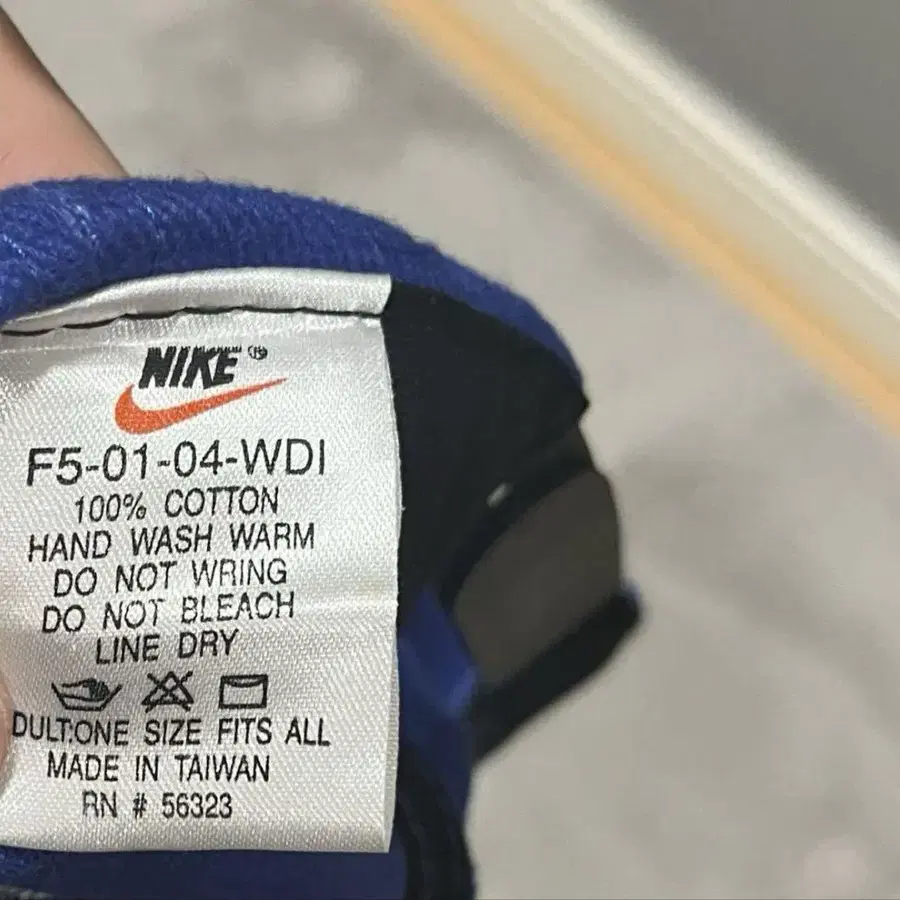 NIKE®
F5-01-04-WDI
100% COTTON
HAND WASH WARM
DO NOT WRING
DO NOT BLEACH
LINE DRY
DULT:ONE SIZE FITS ALL
MADE IN TAIWAN
RN # 56323